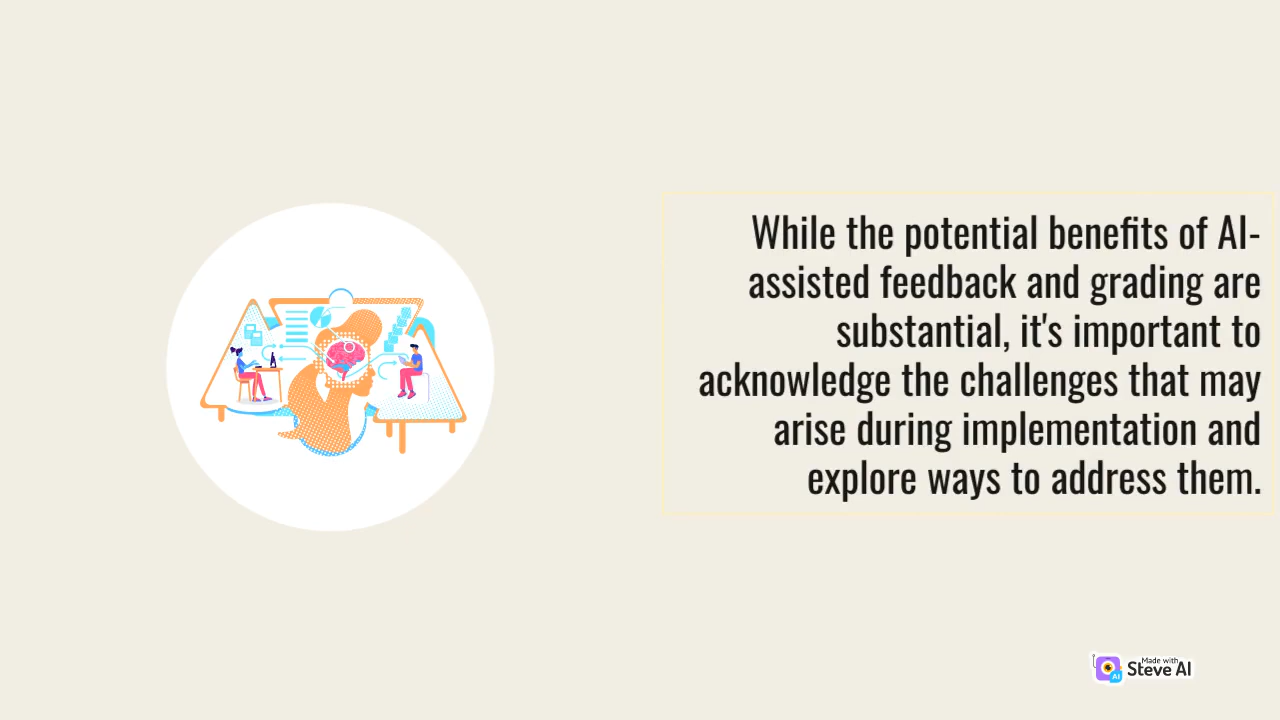 While the potential benefits of AI-
assisted feedback and grading are
substantial, it's important to
acknowledge the challenges that may
arise during implementation and
explore ways to address them.
Made with
Steve AI
AI